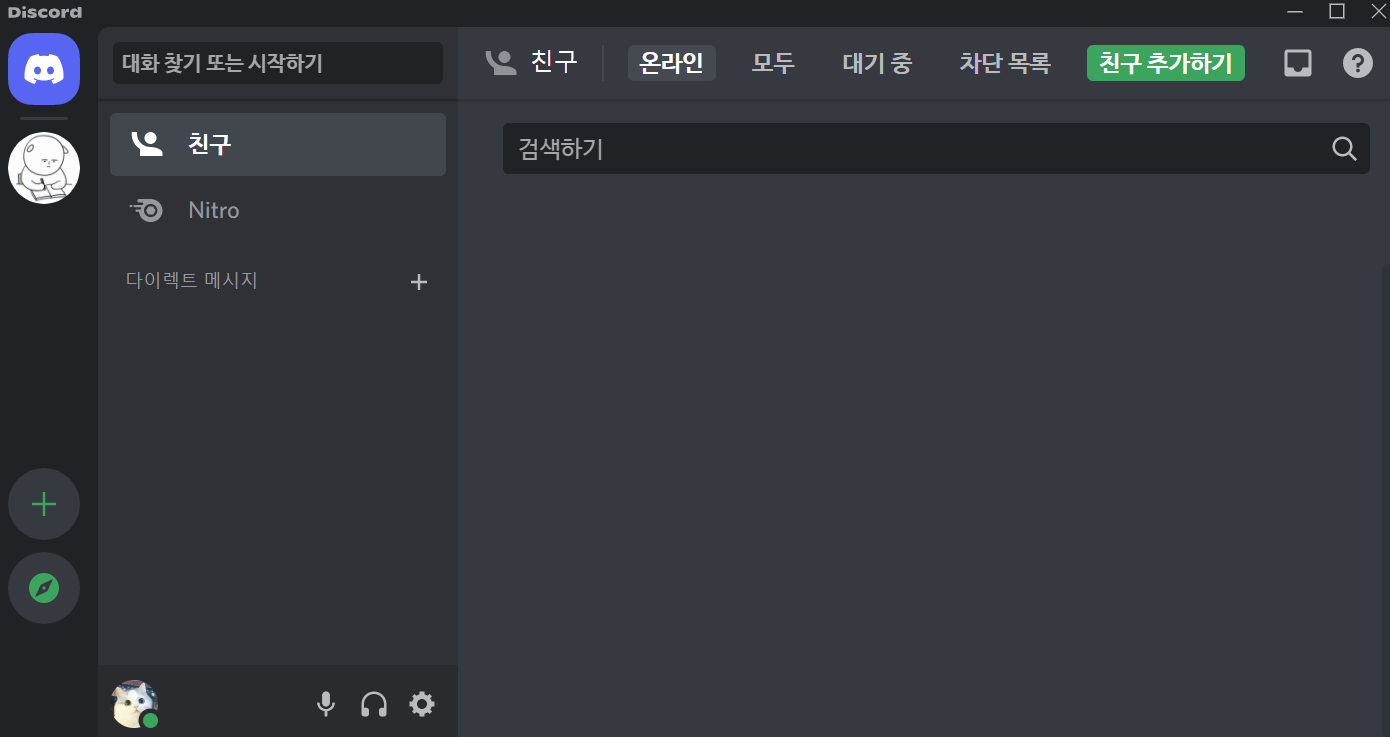 Discord
대화 찾기 또는 시작하기
친구 온라인 모두 대기 중 차단 목록 친구 추가하기
검색하기
친구
Nitro
다이렉트 메시지